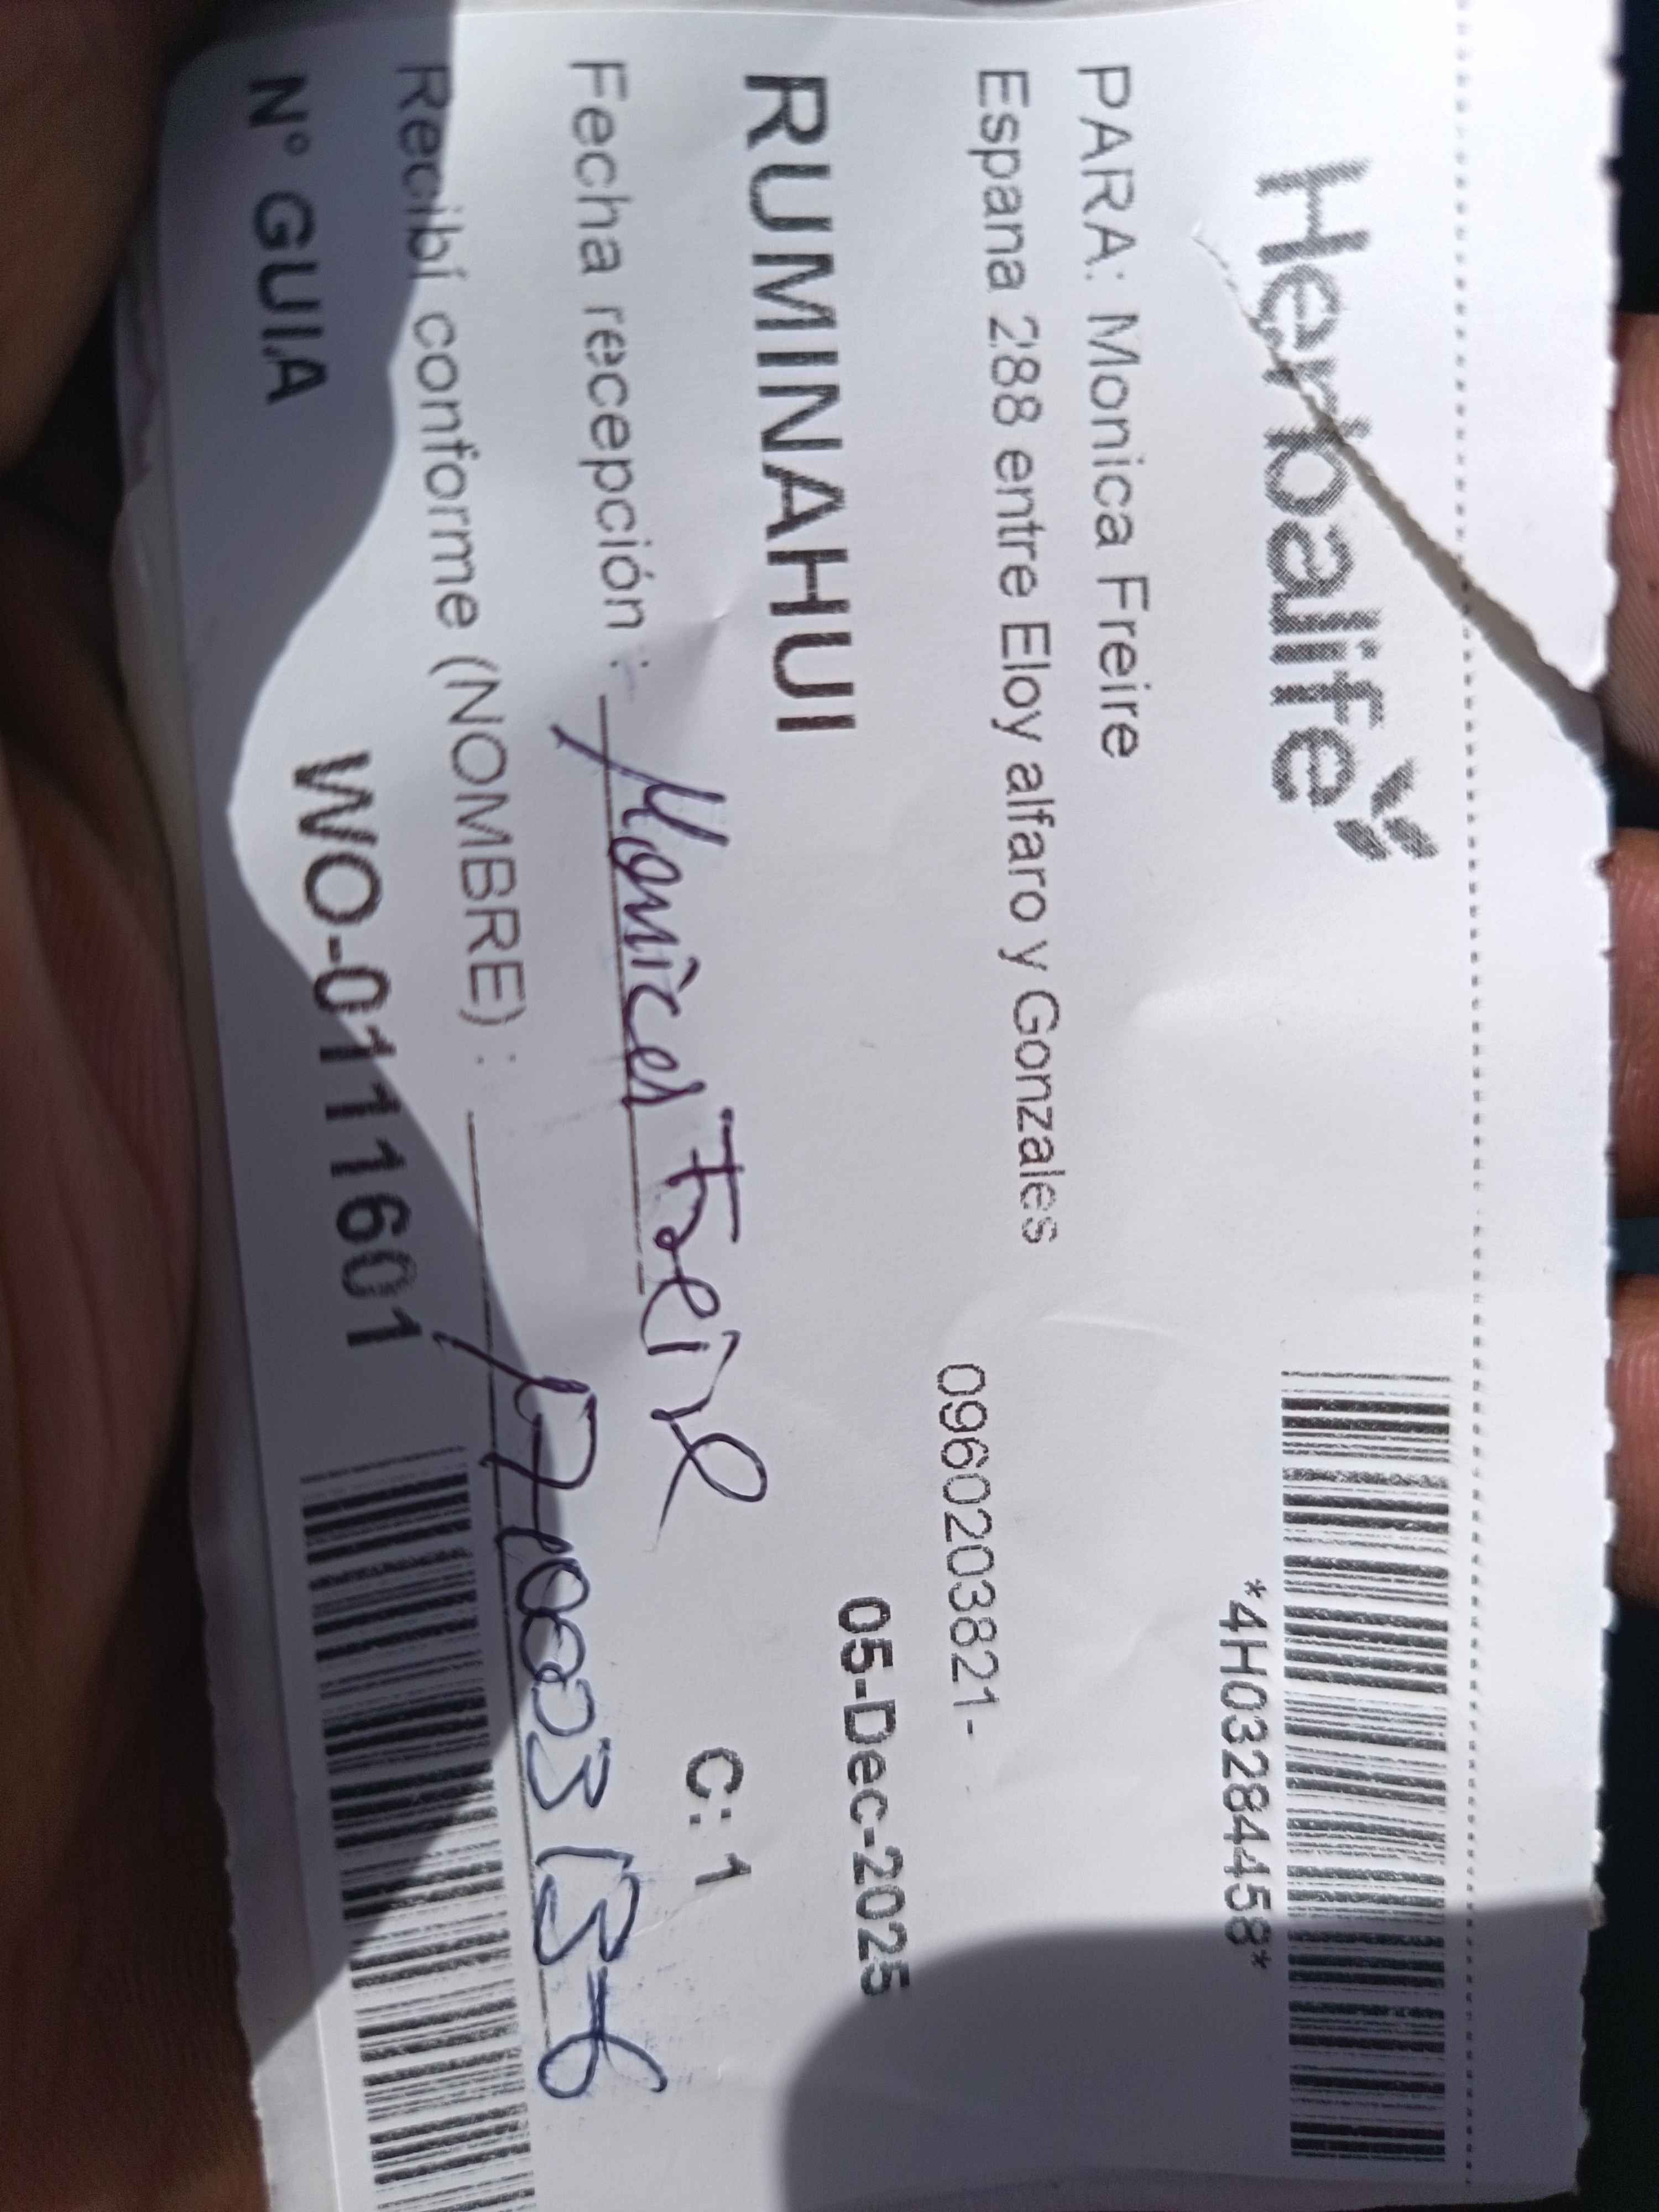 Herbalife
*4H03284458*
PARA: Monica Freire
Espana 288 entre Eloy alfaro y Gonzales
0960203821-
RUMINAHUI
05-Dec-2025
Fecha recepción : Monica Freire
C: 1
Recibí conforme (NOMBRE) :
N° GUIA
WO-01111601